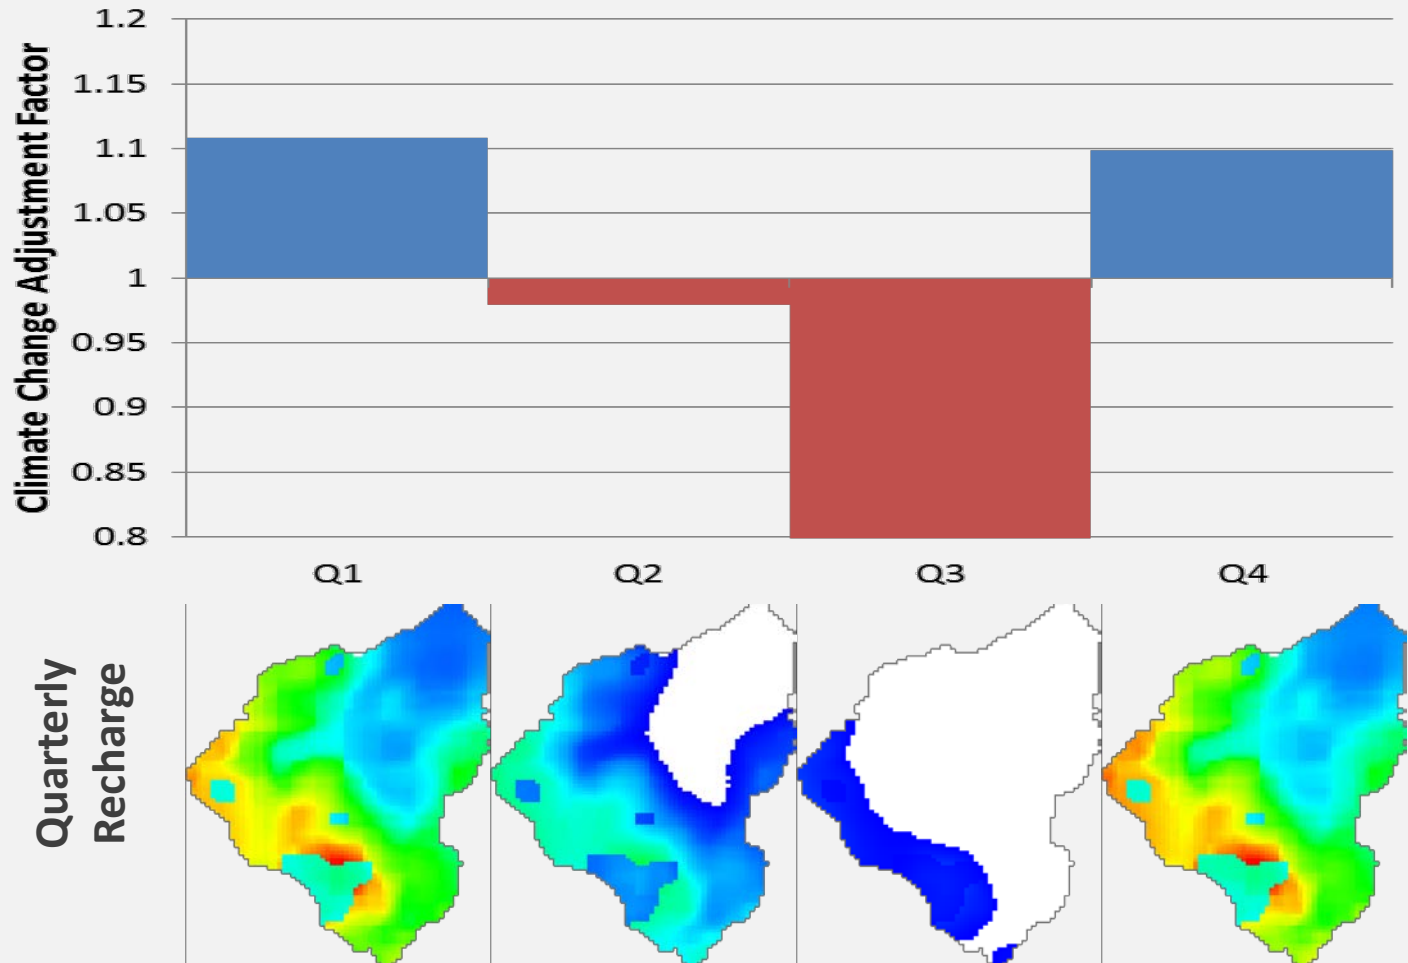 Climate Change Adjustment Factor
1.2
1.15
1.1
1.05
1
0.95
0.9
0.85
0.8
Q1
Q2
Q3
Q4
Quarterly
Recharge